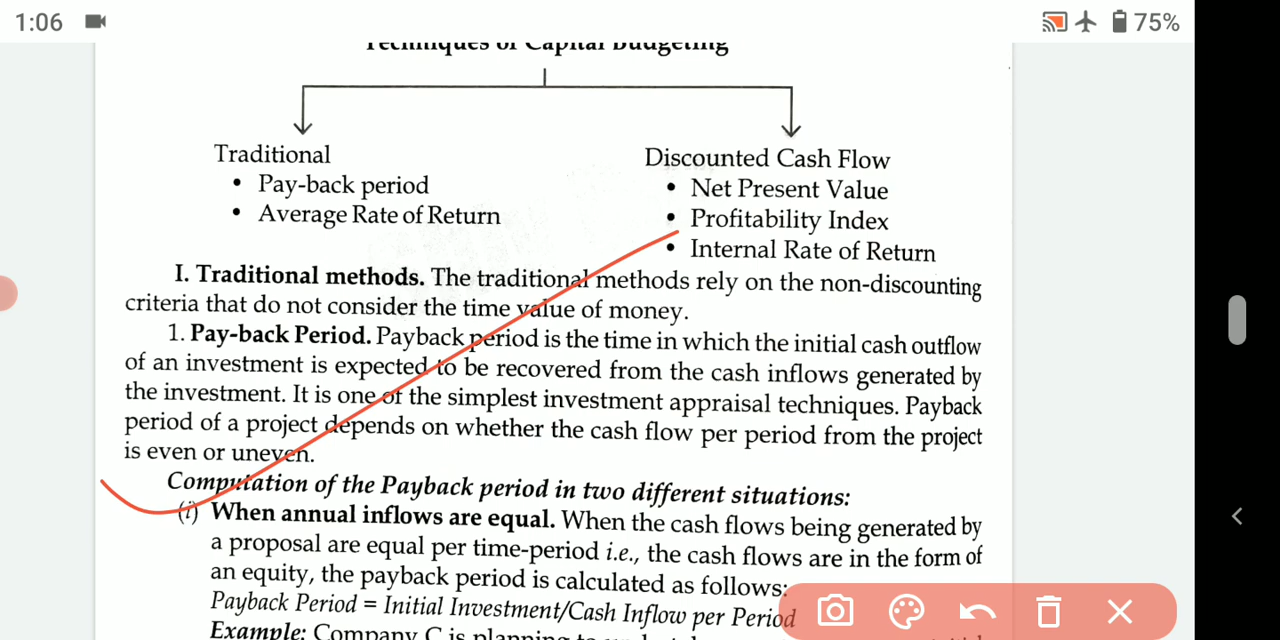 1:06
75%
Techniques of Capital Budgeting
Traditional
• Pay-back period
• Average Rate of Return
Discounted Cash Flow
• Net Present Value
• Profitability Index
• Internal Rate of Return
I. Traditional methods. The traditional methods rely on the non-discounting
criteria that do not consider the time value of money.
1. Pay-back Period. Payback period is the time in which the initial cash outflow
of an investment is expected to be recovered from the cash inflows generated by
the investment. It is one of the simplest investment appraisal techniques. Payback
period of a project depends on whether the cash flow per period from the project
is even or uneven.
Computation of the Payback period in two different situations:
(i) When annual inflows are equal. When the cash flows being generated by
a proposal are equal per time-period i.e., the cash flows are in the form of
an equity, the payback period is calculated as follows:
Payback Period = Initial Investment/Cash Inflow per Period
Example: Company C is planning to